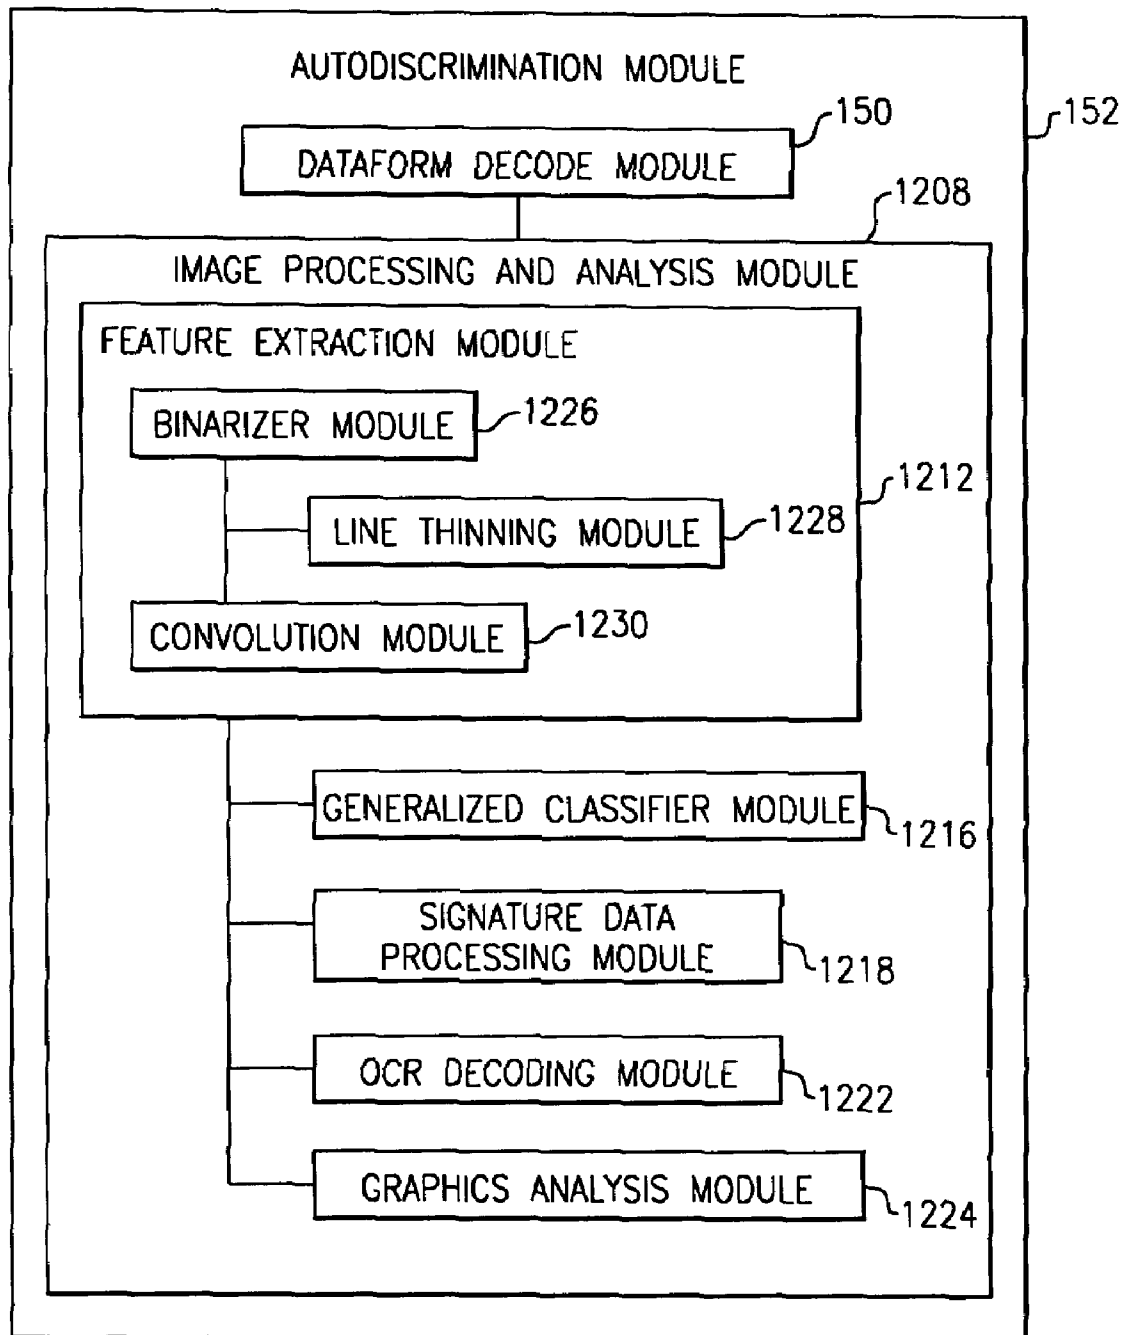 AUTODISCRIMINATION MODULE
150
152
DATAFORM DECODE MODULE
1208
IMAGE PROCESSING AND ANALYSIS MODULE
FEATURE EXTRACTION MODULE
BINARIZER MODULE
1226
1212
LINE THINNING MODULE
1228
CONVOLUTION MODULE
1230
GENERALIZED CLASSIFIER MODULE
1216
SIGNATURE DATA
PROCESSING MODULE
1218
OCR DECODING MODULE
1222
GRAPHICS ANALYSIS MODULE
1224